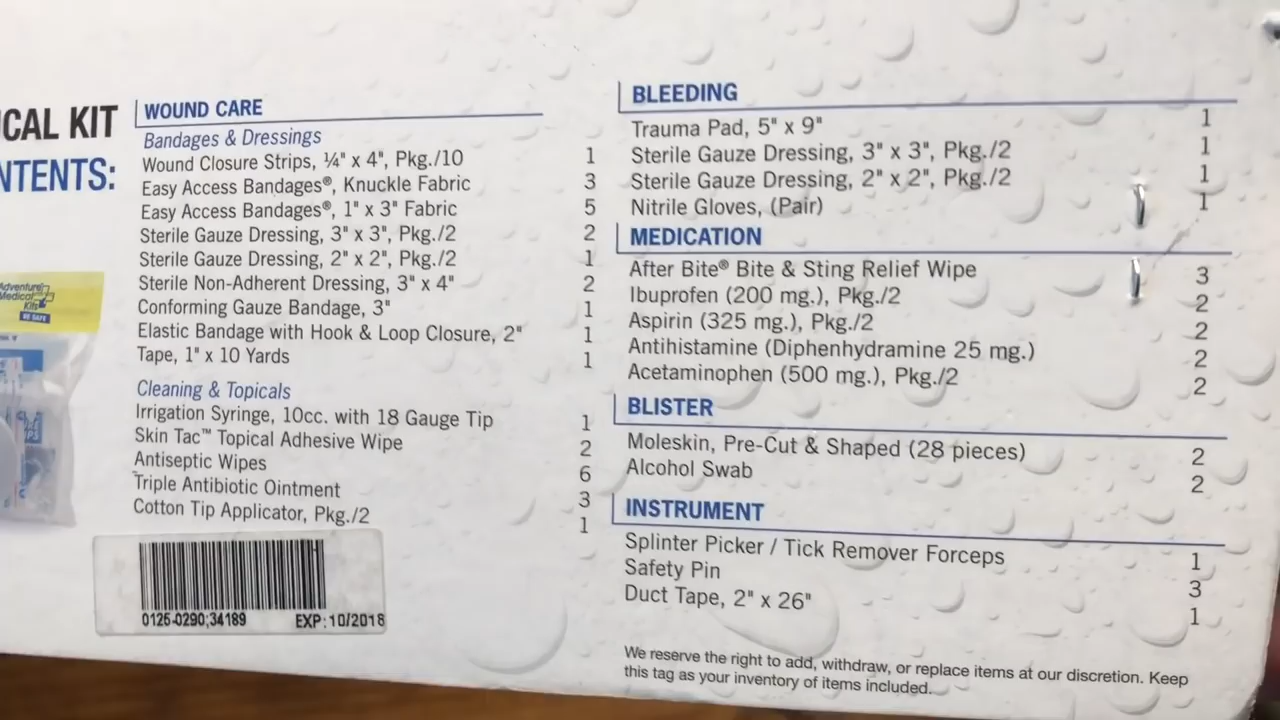 ICAL KIT
NTENTS:
Adventure
Medical
Kits
BE SAFE
WOUND CARE
Bandages & Dressings
Wound Closure Strips, ¼" x 4", Pkg./10 1
Easy Access Bandages®, Knuckle Fabric 3
Easy Access Bandages®, 1" x 3" Fabric 5
Sterile Gauze Dressing, 3" x 3", Pkg./2 2
Sterile Gauze Dressing, 2" x 2", Pkg./2 1
Sterile Non-Adherent Dressing, 3" x 4" 2
Conforming Gauze Bandage, 3" 1
Elastic Bandage with Hook & Loop Closure, 2" 1
Tape, 1" x 10 Yards 1
Cleaning & Topicals
Irrigation Syringe, 10cc. with 18 Gauge Tip 1
Skin Tac™ Topical Adhesive Wipe 2
Antiseptic Wipes 6
Triple Antibiotic Ointment 3
Cotton Tip Applicator, Pkg./2 1
0125-0290;34189 EXP:10/2018
BLEEDING
Trauma Pad, 5" x 9" 1
Sterile Gauze Dressing, 3" x 3", Pkg./2 1
Sterile Gauze Dressing, 2" x 2", Pkg./2 1
Nitrile Gloves, (Pair) 1
MEDICATION
After Bite® Bite & Sting Relief Wipe 3
Ibuprofen (200 mg.), Pkg./2 2
Aspirin (325 mg.), Pkg./2 2
Antihistamine (Diphenhydramine 25 mg.) 2
Acetaminophen (500 mg.), Pkg./2 2
BLISTER
Moleskin, Pre-Cut & Shaped (28 pieces) 2
Alcohol Swab 2
INSTRUMENT
Splinter Picker / Tick Remover Forceps 1
Safety Pin 3
Duct Tape, 2" x 26" 1
We reserve the right to add, withdraw, or replace items at our discretion. Keep
this tag as your inventory of items included.